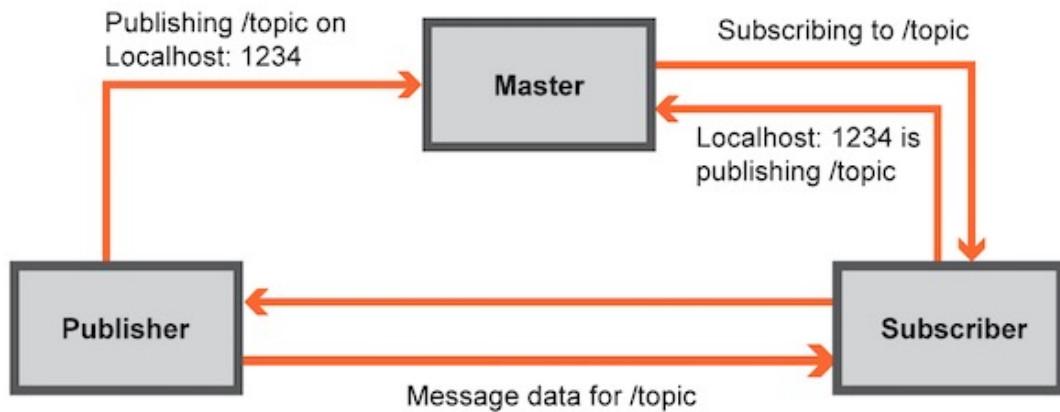 Publishing /topic on
Localhost: 1234
Subscribing to /topic
Master
Localhost: 1234 is
publishing /topic
Publisher
Subscriber
Message data for /topic